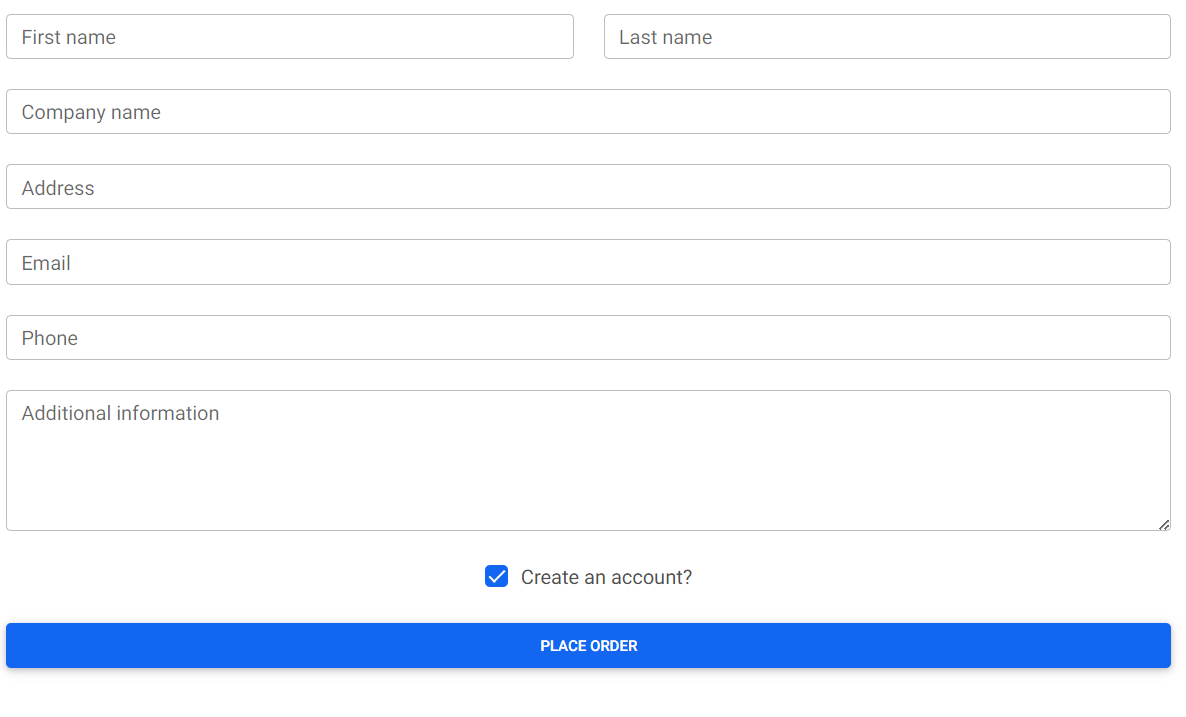 First name
Last name
Company name
Address
Email
Phone
Additional information
Create an account?
PLACE ORDER